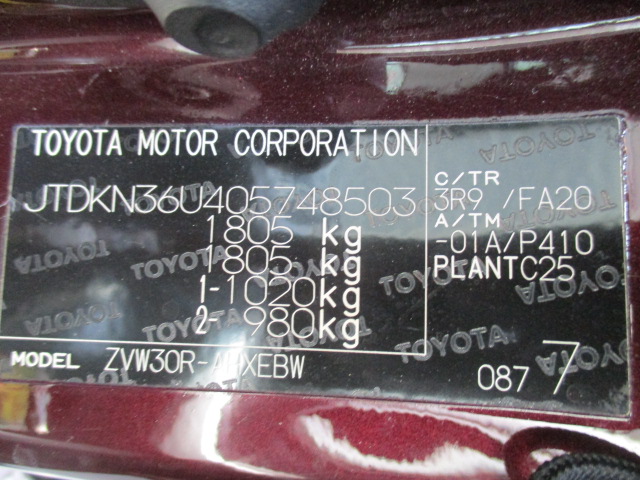 TOYOTA MOTOR CORPORATION
JTDKN36U405748503
1805 kg
1805 kg
1-1020kg
2- 980kg
C/TR
3R9 /FA20
A/TM
-01A/P410
PLANTC25
MODEL ZVW30R-AHXEBW
087 7